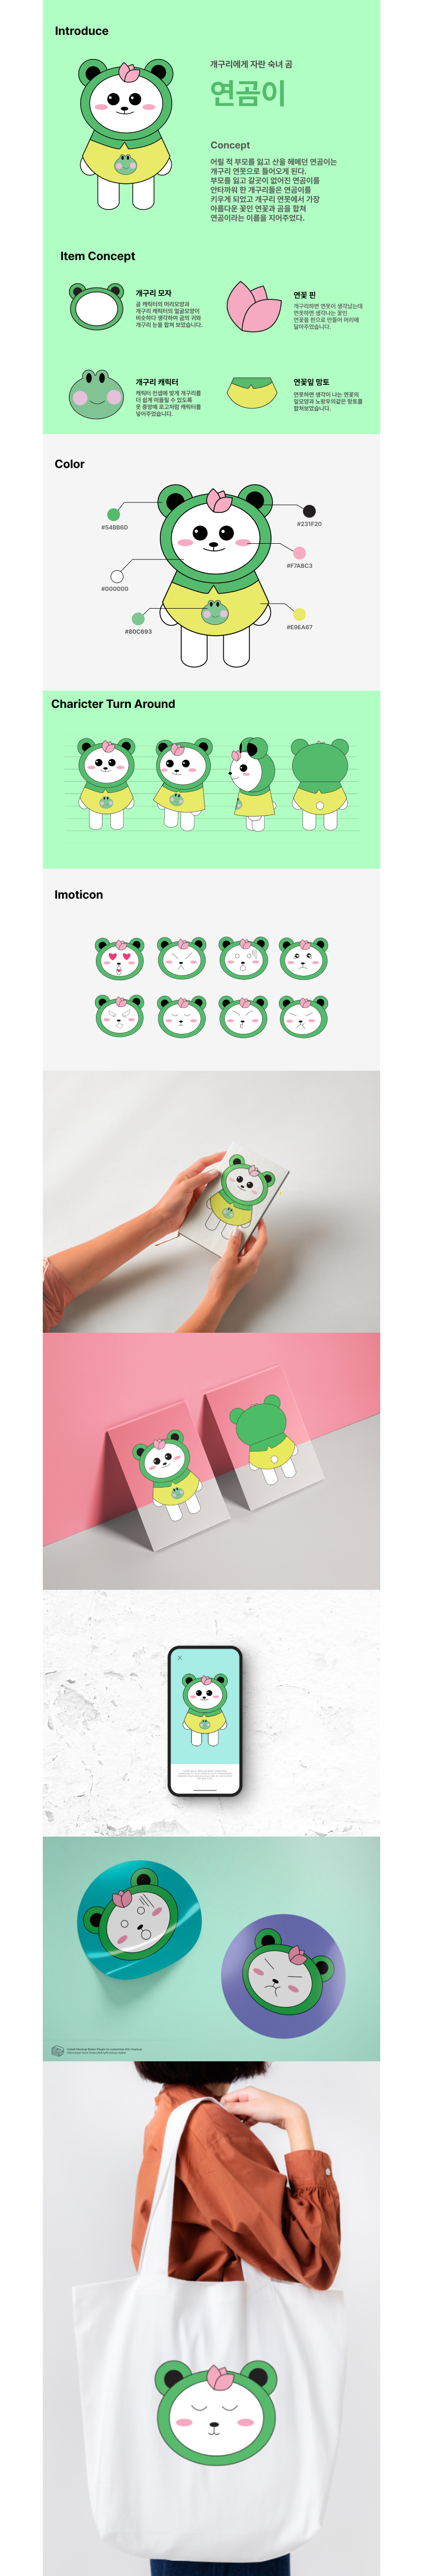 Introduce
개구리에게 자란 숙녀 곰
연곰이
Concept
어릴 적 부모를 잃고 산을 헤매던 연곰이는
개구리 연못으로 들어오게 된다.
부모를 잃고 갈곳이 없어진 연곰이를
안타까워 한 개구리들은 연곰이를
키우게 되었고 개구리 연못에서 가장
아름다운 꽃인 연꽃과 곰을 합쳐
연곰이라는 이름을 지어주었다.
Item Concept
개구리 모자
곰 캐릭터의 머리모양과
개구리 캐릭터의 얼굴모양이
비슷하다 생각하여 곰의 귀와
개구리 눈을 합쳐 보았습니다.
연꽃 핀
개구리하면 연못이 생각났는데
연못하면 생각나는 꽃인
연꽃을 핀으로 만들어 머리에
달아주었습니다.
개구리 캐릭터
캐릭터 컨셉에 맞게 개구리를
더 쉽게 떠올릴 수 있도록
옷 중앙에 로고처럼 캐릭터를
넣어주었습니다.
연꽃잎 망토
연못하면 생각이 나는 연꽃의
잎모양과 노랑우의같은 망토를
합쳐보았습니다.
Color
#54BB6D
#231F20
#F7ABC3
#000000
#80C693
#E9EA67
Charicter Turn Around
Imoticon